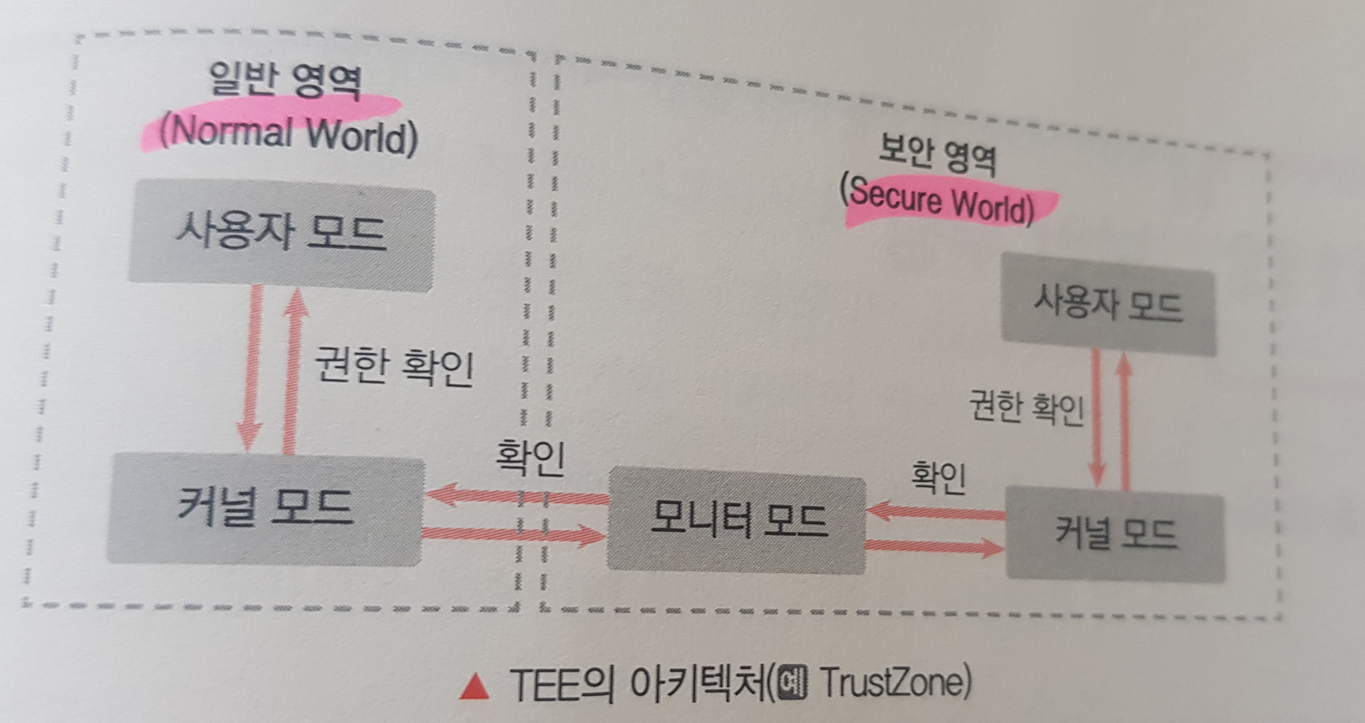 일반 영역
(Normal World)
사용자 모드
권한 확인
커널 모드
확인
보안 영역
(Secure World)
사용자 모드
권한 확인
모니터 모드
확인
커널 모드
▲ TEE의 아키텍처(예 TrustZone)